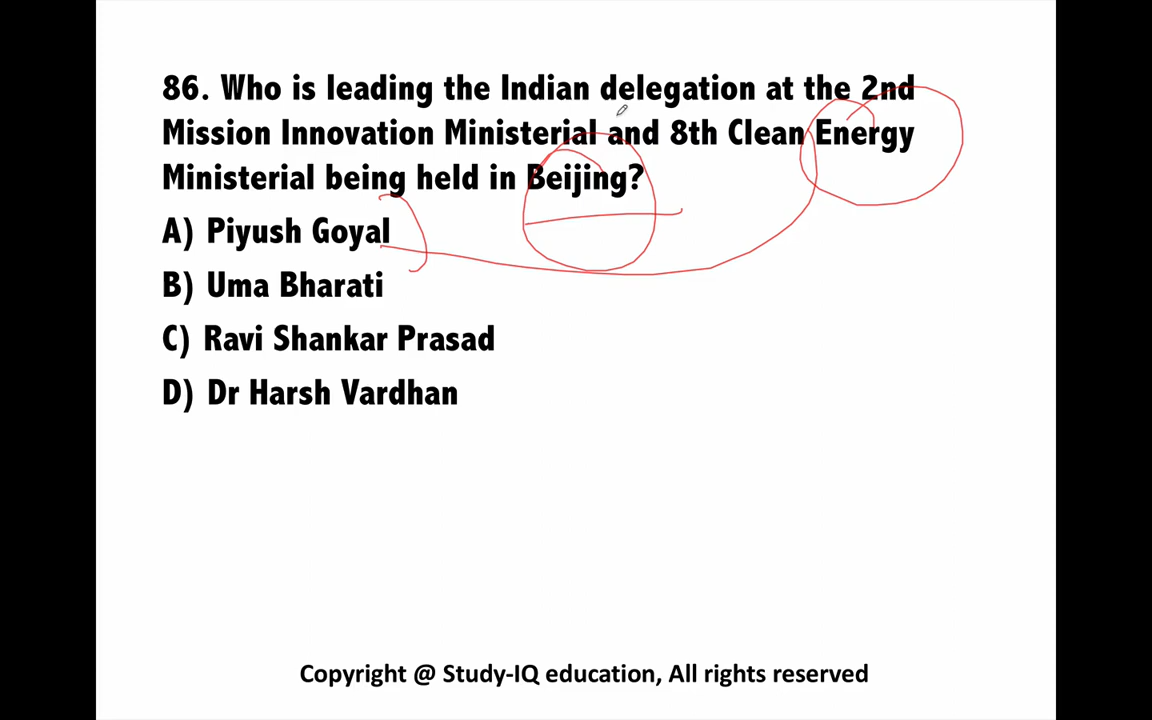 86. Who is leading the Indian delegation at the 2nd
Mission Innovation Ministerial and 8th Clean Energy
Ministerial being held in Beijing?
A) Piyush Goyal
B) Uma Bharati
C) Ravi Shankar Prasad
D) Dr Harsh Vardhan
Copyright @ Study-IQ education, All rights reserved